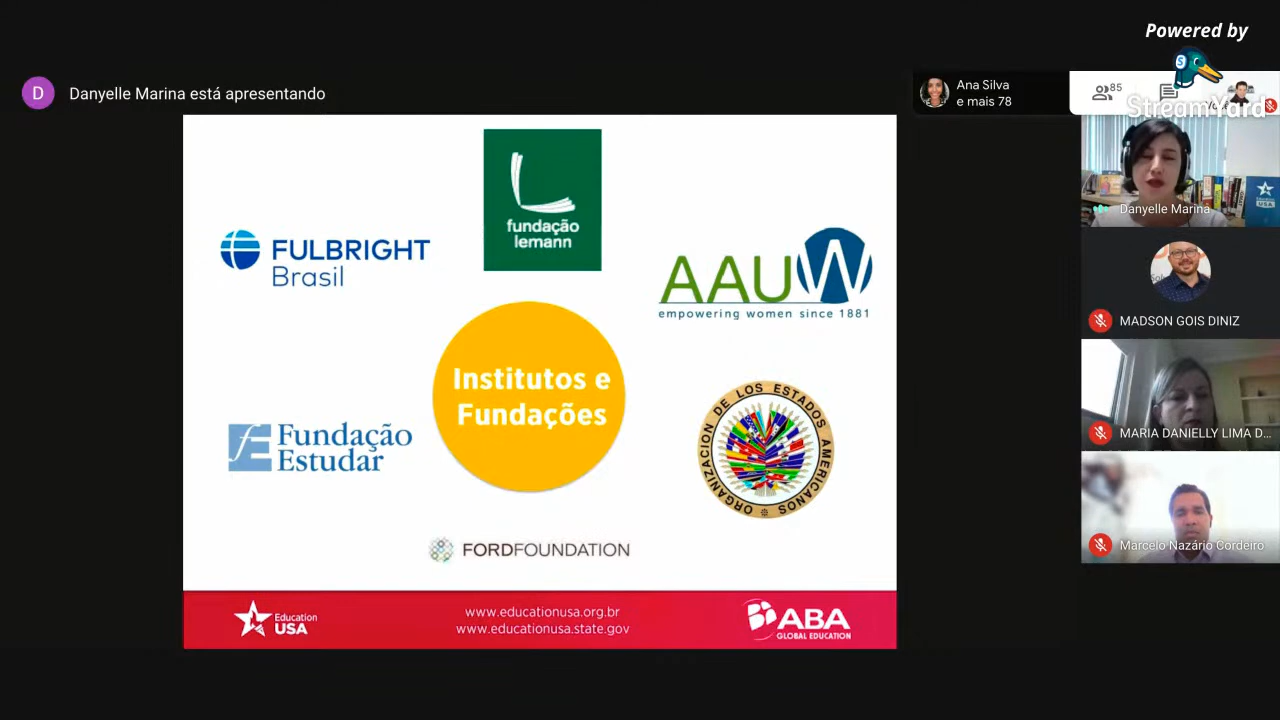 Powered by
StreamYard
D
Danyelle Marina está apresentando
Ana Silva
e mais 78
85
fundação
lemann
FULBRIGHT
Brasil
AAUW
empowering women since 1881
Institutos e
Fundações
Fundação
Estudar
ORGANIZACION DE LOS ESTADOS AMERICANOS
FORDFOUNDATION
Education
USA
www.educationusa.org.br
www.educationusa.state.gov
ABA
GLOBAL EDUCATION
Danyelle Marina
MADSON GOIS DINIZ
MARIA DANIELLY LIMA D...
Marcelo Nazário Cordeiro